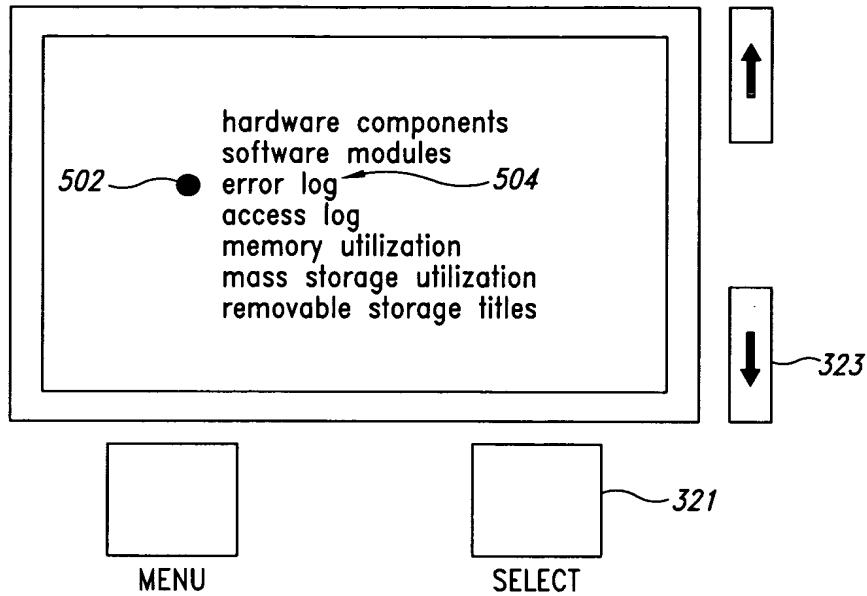 hardware components
software modules
502 error log 504
access log
memory utilization
mass storage utilization
removable storage titles
323
321
MENU SELECT